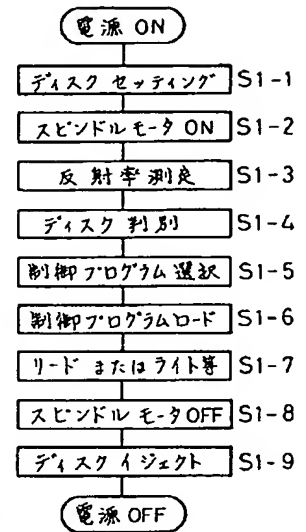 電源 ON
ディスク セッティング S1-1
スピンドルモータ ON S1-2
反射率測定 S1-3
ディスク判別 S1-4
制御プログラム選択 S1-5
制御プログラムロード S1-6
リード またはライト等 S1-7
スピンドルモータOFF S1-8
ディスクイジェクト S1-9
電源 OFF